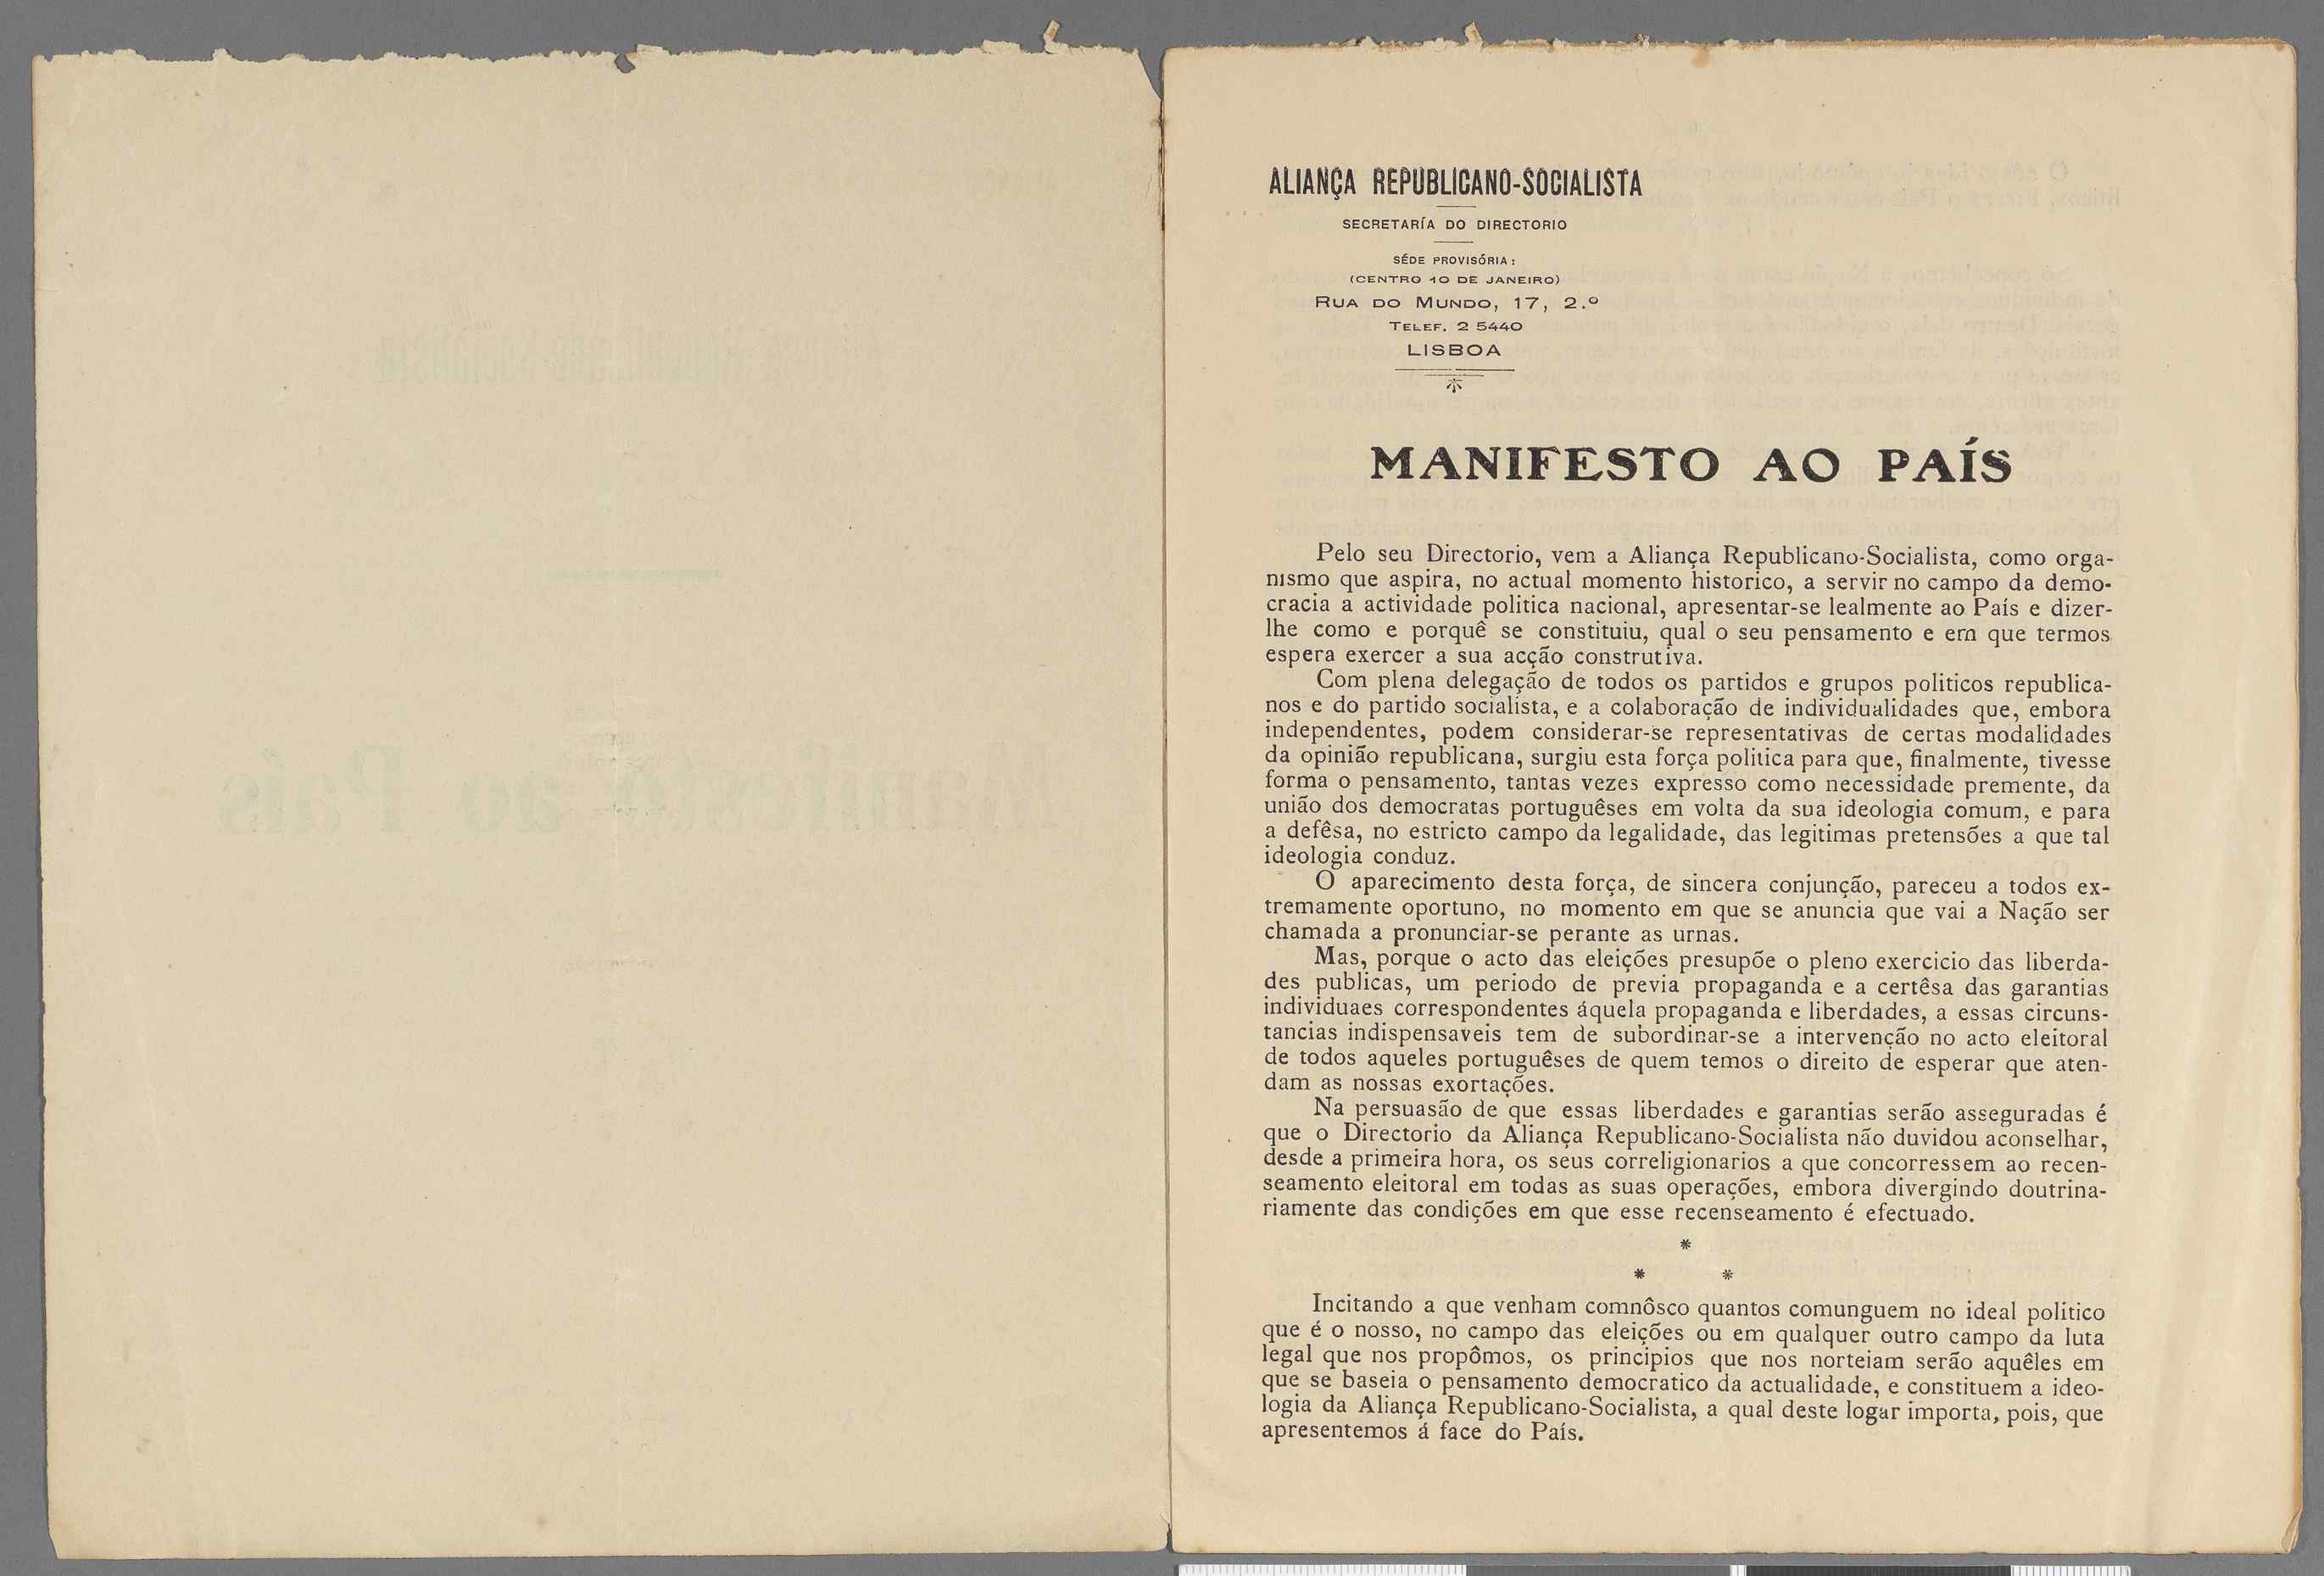 ALIANÇA REPUBLICANO-SOCIALISTA
SECRETARÍA DO DIRECTORIO
SÉDE PROVISÓRIA:
(CENTRO 10 DE JANEIRO)
RUA DO MUNDO, 17, 2.º
TELEF. 2 5440
LISBOA
MANIFESTO AO PAÍS
Pelo seu Directorio, vem a Aliança Republicano-Socialista, como orga-
nismo que aspira, no actual momento historico, a servir no campo da demo-
cracia a actividade politica nacional, apresentar-se lealmente ao País e dizer-
lhe como e porquê se constituiu, qual o seu pensamento e em que termos
espera exercer a sua acção construtiva.
Com plena delegação de todos os partidos e grupos politicos republica-
nos e do partido socialista, e a colaboração de individualidades que, embora
independentes, podem considerar-se representativas de certas modalidades
da opinião republicana, surgiu esta força politica para que, finalmente, tivesse
forma o pensamento, tantas vezes expresso como necessidade premente, da
união dos democratas portuguêses em volta da sua ideologia comum, e para
a defêsa, no estricto campo da legalidade, das legitimas pretensões a que tal
ideologia conduz.
O aparecimento desta força, de sincera conjunção, pareceu a todos ex-
tremamente oportuno, no momento em que se anuncia que vai a Nação ser
chamada a pronunciar-se perante as urnas.
Mas, porque o acto das eleições presupõe o pleno exercicio das liberda-
des publicas, um periodo de previa propaganda e a certêsa das garantias
individuaes correspondentes áquela propaganda e liberdades, a essas circuns-
tancias indispensaveis tem de subordinar-se a intervenção no acto eleitoral
de todos aqueles portuguêses de quem temos o direito de esperar que aten-
dam as nossas exortações.
Na persuasão de que essas liberdades e garantias serão asseguradas é
que o Directorio da Aliança Republicano-Socialista não duvidou aconselhar,
desde a primeira hora, os seus correligionarios a que concorressem ao recen-
seamento eleitoral em todas as suas operações, embora divergindo doutrina-
riamente das condições em que esse recenseamento é efectuado.
*
* *
Incitando a que venham comnôsco quantos comunguem no ideal politico
que é o nosso, no campo das eleições ou em qualquer outro campo da luta
legal que nos propômos, os principios que nos norteiam serão aquêles em
que se baseia o pensamento democratico da actualidade, e constituem a ideo-
logia da Aliança Republicano-Socialista, a qual deste logar importa, pois, que
apresentemos á face do País.